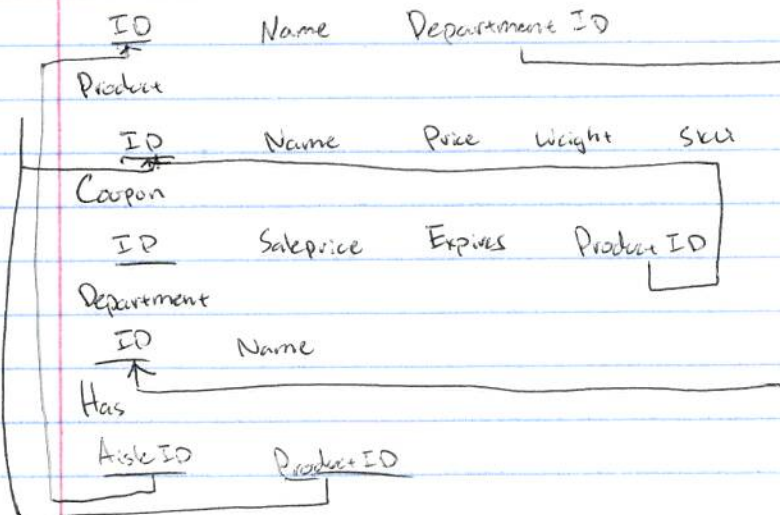 ID Name Department ID
Product
ID Name Price Weight SKU
Coupon
ID Saleprice Expires Product ID
Department
ID Name
Has
Aisle ID Product ID